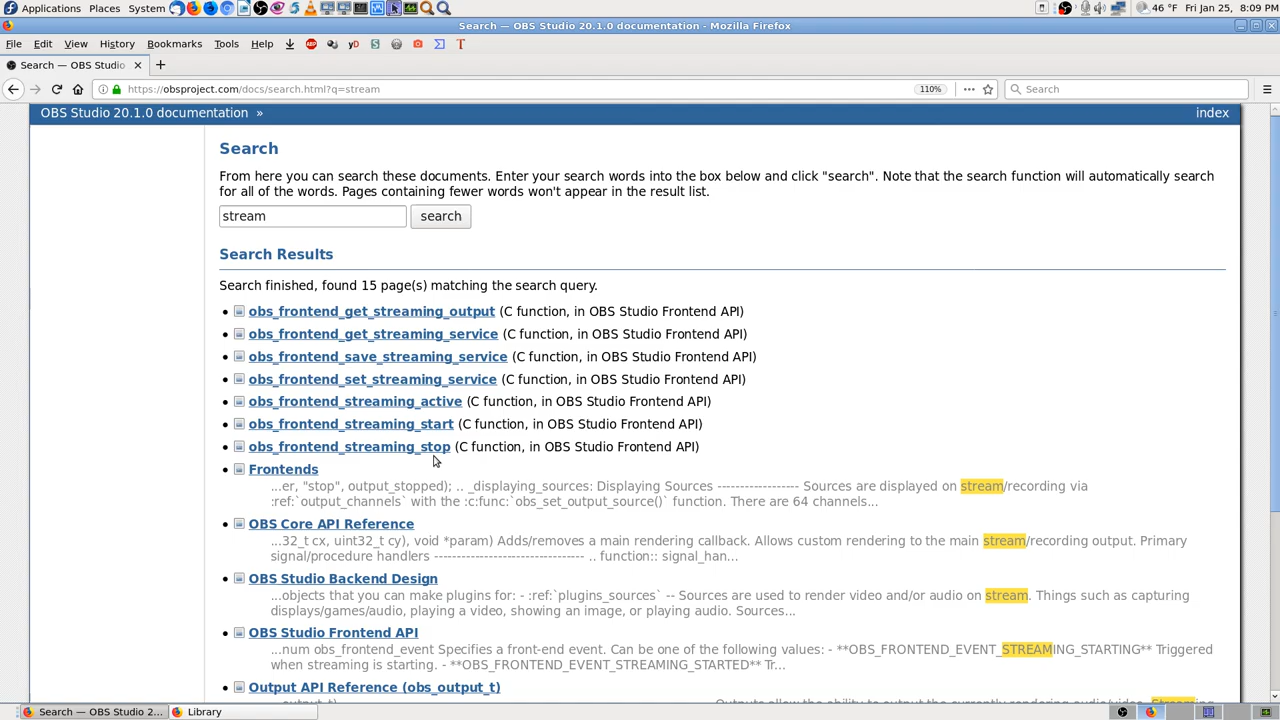 Applications Places System 46 °F Fri Jan 25, 8:09 PM
Search — OBS Studio 20.1.0 documentation - Mozilla Firefox
File Edit View History Bookmarks Tools Help
Search — OBS Studio
https://obsproject.com/docs/search.html?q=stream 110% Search
OBS Studio 20.1.0 documentation » index
Search
From here you can search these documents. Enter your search words into the box below and click "search". Note that the search function will automatically search
for all of the words. Pages containing fewer words won't appear in the result list.
stream search
Search Results
Search finished, found 15 page(s) matching the search query.
obs_frontend_get_streaming_output (C function, in OBS Studio Frontend API)
obs_frontend_get_streaming_service (C function, in OBS Studio Frontend API)
obs_frontend_save_streaming_service (C function, in OBS Studio Frontend API)
obs_frontend_set_streaming_service (C function, in OBS Studio Frontend API)
obs_frontend_streaming_active (C function, in OBS Studio Frontend API)
obs_frontend_streaming_start (C function, in OBS Studio Frontend API)
obs_frontend_streaming_stop (C function, in OBS Studio Frontend API)
Frontends
...er, "stop", output_stopped); .. _displaying_sources: Displaying Sources ------------------ Sources are displayed on stream/recording via
:ref:`output_channels` with the :c:func:`obs_set_output_source()` function. There are 64 channels...
OBS Core API Reference
...32_t cx, uint32_t cy), void *param) Adds/removes a main rendering callback. Allows custom rendering to the main stream/recording output. Primary
signal/procedure handlers --------------------------------- .. function:: signal_han...
OBS Studio Backend Design
...objects that you can make plugins for: - :ref:`plugins_sources` -- Sources are used to render video and/or audio on stream. Things such as capturing
displays/games/audio, playing a video, showing an image, or playing audio. Sources...
OBS Studio Frontend API
...num obs_frontend_event Specifies a front-end event. Can be one of the following values: - **OBS_FRONTEND_EVENT_STREAMING_STARTING** Triggered
when streaming is starting. - **OBS_FRONTEND_EVENT_STREAMING_STARTED** Tr...
Output API Reference (obs_output_t)
Search — OBS Studio 2... Library